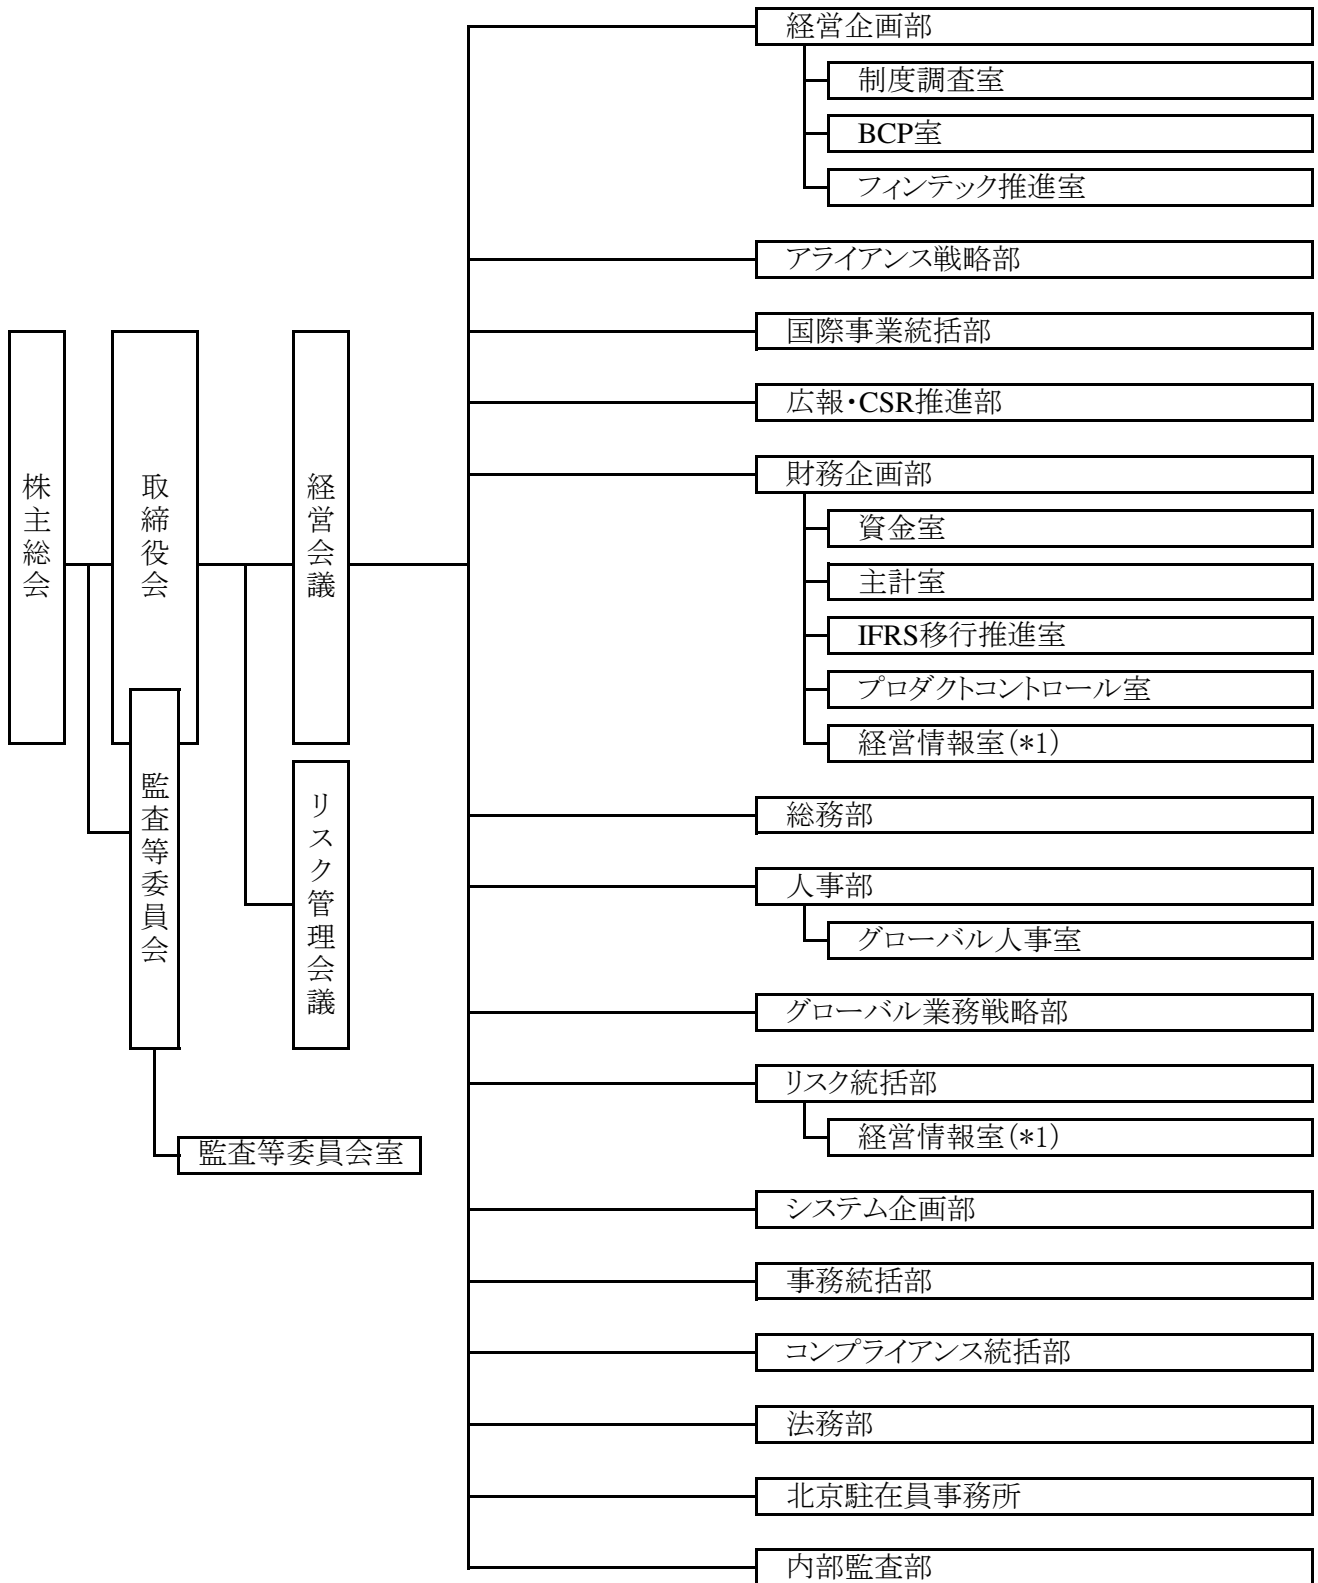 株主総会
取締役会
監査等委員会
監査等委員会室
経営会議
リスク管理会議
経営企画部
制度調査室
BCP室
フィンテック推進室
アライアンス戦略部
国際事業統括部
広報・CSR推進部
財務企画部
資金室
主計室
IFRS移行推進室
プロダクトコントロール室
経営情報室(*1)
総務部
人事部
グローバル人事室
グローバル業務戦略部
リスク統括部
経営情報室(*1)
システム企画部
事務統括部
コンプライアンス統括部
法務部
北京駐在員事務所
内部監査部